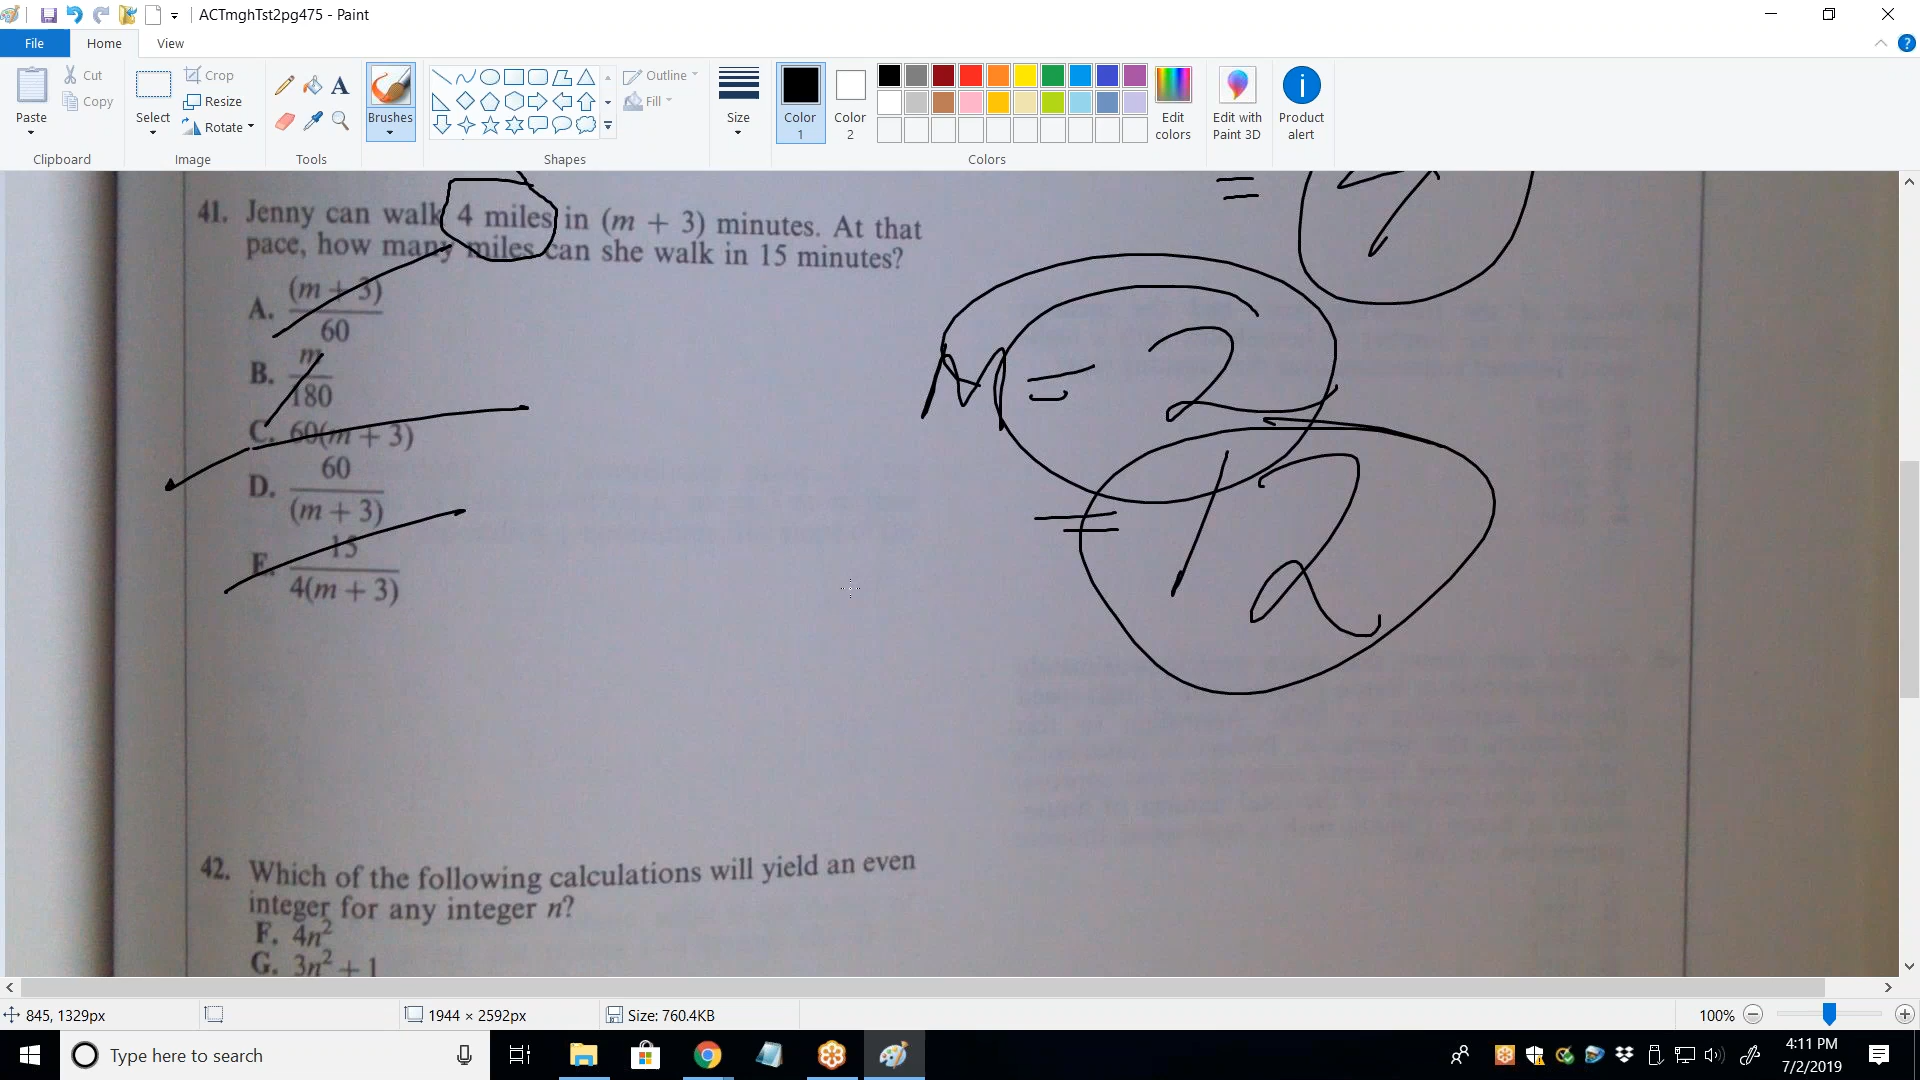 ACTmghTst2pg475 - Paint
File Home View
Paste Cut Copy Select Crop Resize Rotate Brushes Outline Fill Size Color 1 Color 2 Edit colors Edit with Paint 3D Product alert
Clipboard Image Tools Shapes Colors
41. Jenny can walk 4 miles in (m + 3) minutes. At that
pace, how many miles can she walk in 15 minutes?
A. (m + 3)
60
B. m
180
C. 60(m + 3)
D. 60
(m + 3)
E. 15
4(m + 3)
M = 2
= 12
42. Which of the following calculations will yield an even
integer for any integer n?
F. 4n²
G. 3n² + 1
845, 1329px 1944 × 2592px Size: 760.4KB 100%
Type here to search
4:11 PM
7/2/2019